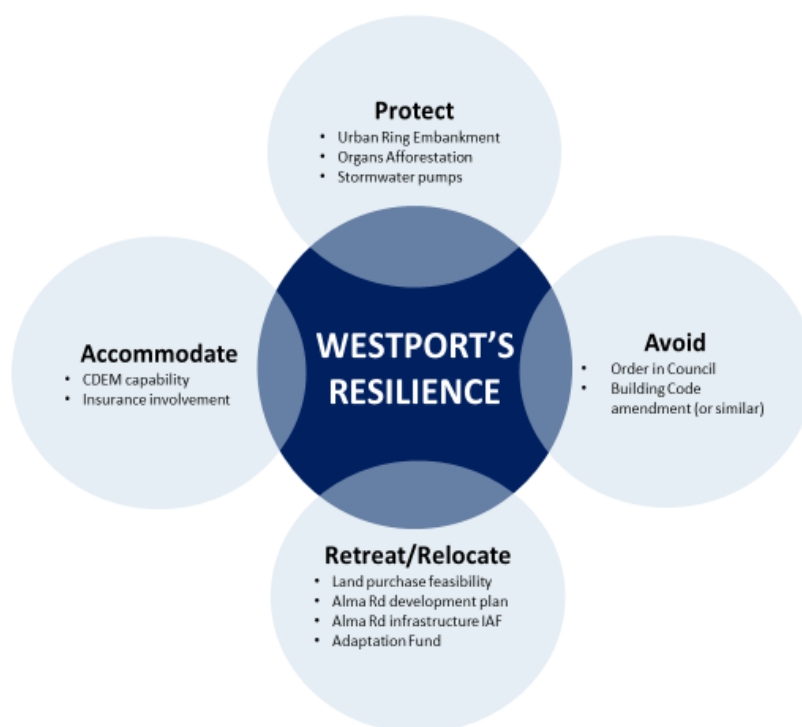 Protect
• Urban Ring Embankment
• Organs Afforestation
• Stormwater pumps
Accommodate
• CDEM capability
• Insurance involvement
WESTPORT'S
RESILIENCE
Avoid
• Order in Council
• Building Code
amendment (or similar)
Retreat/Relocate
• Land purchase feasibility
• Alma Rd development plan
• Alma Rd infrastructure IAF
• Adaptation Fund